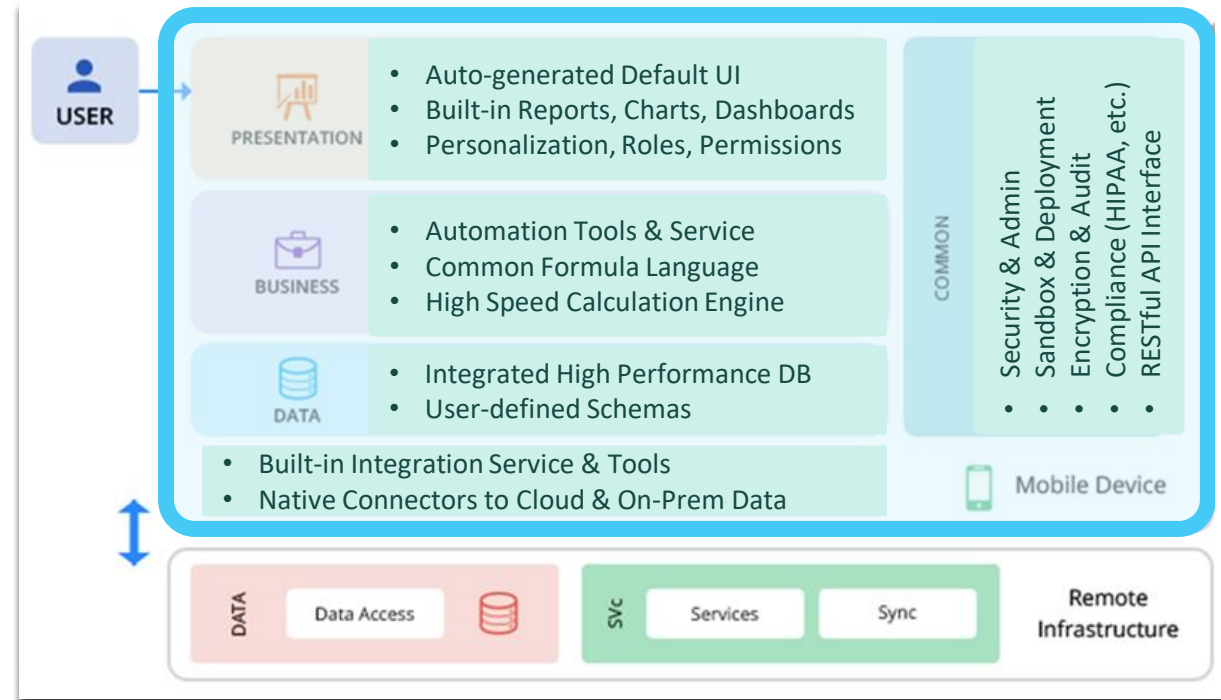 USER
PRESENTATION
• Auto-generated Default UI
• Built-in Reports, Charts, Dashboards
• Personalization, Roles, Permissions
BUSINESS
• Automation Tools & Service
• Common Formula Language
• High Speed Calculation Engine
DATA
• Integrated High Performance DB
• User-defined Schemas
• Built-in Integration Service & Tools
• Native Connectors to Cloud & On-Prem Data
COMMON
• Security & Admin
• Sandbox & Deployment
• Encryption & Audit
• Compliance (HIPAA, etc.)
• RESTful API Interface
Mobile Device
DATA
Data Access
SVc
Services
Sync
Remote
Infrastructure